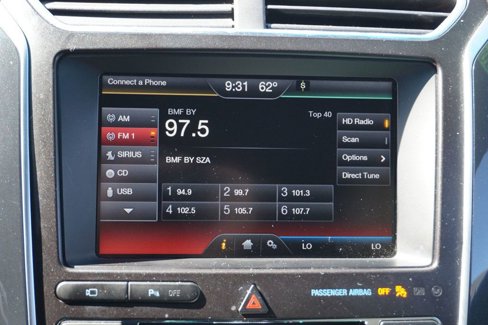 Connect a Phone
9:31 62° $
AM
BMF BY
Top 40
HD Radio
FM 1
97.5
Scan
SIRIUS
BMF BY SZA
Options
CD
Direct Tune
USB
1 94.9 2 99.7 3 101.3
4 102.5 5 105.7 6 107.7
i LO LO
P OFF
PASSENGER AIRBAG OFF